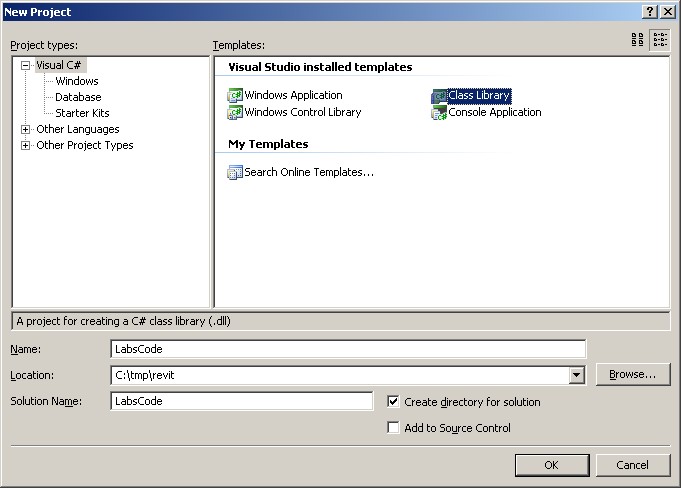 New Project
Project types:
Templates:
Visual C#
Windows
Database
Starter Kits
Other Languages
Other Project Types
Visual Studio installed templates
Windows Application
Class Library
Windows Control Library
Console Application
My Templates
Search Online Templates...
A project for creating a C# class library (.dll)
Name:
LabsCode
Location:
C:\tmp\revit
Browse...
Solution Name:
LabsCode
Create directory for solution
Add to Source Control
OK
Cancel